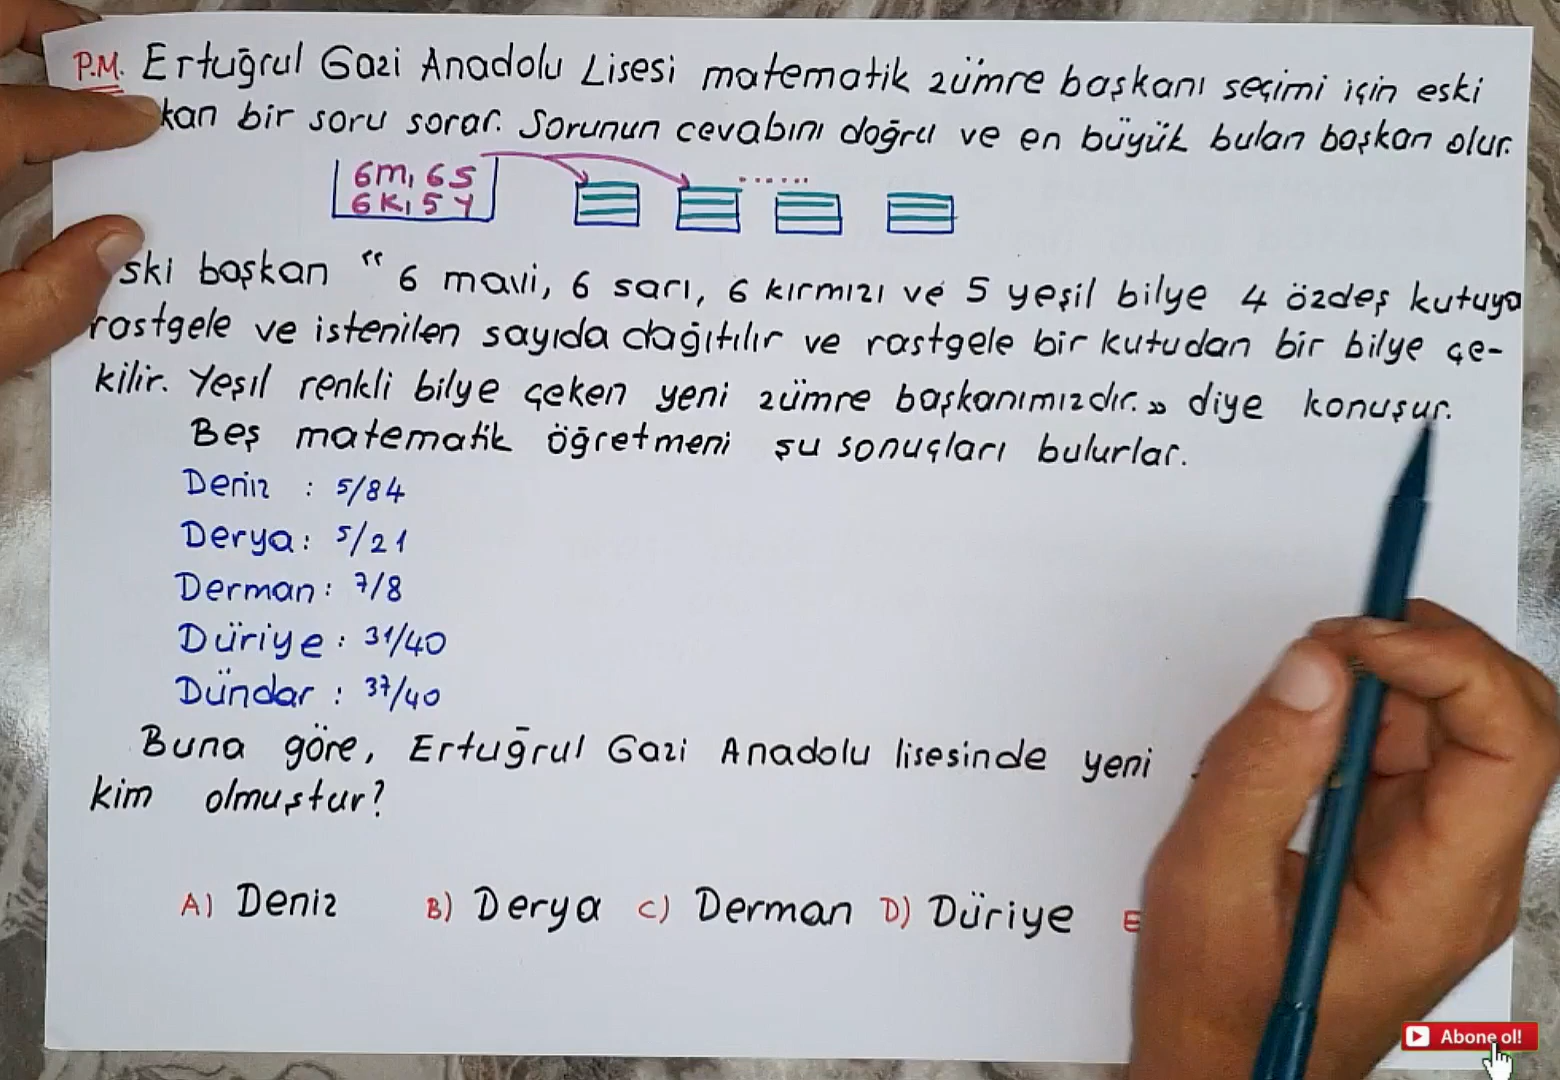 P.M. Ertuğrul Gazi Anadolu Lisesi matematik zümre başkanı seçimi için eski
kan bir soru sorar. Sorunun cevabını doğru ve en büyük bulan başkan olur.
6M, 6S
6K, 5Y
ski başkan “ 6 mavi, 6 sarı, 6 kırmızı ve 5 yeşil bilye 4 özdeş kutuya
rastgele ve istenilen sayıda dağıtılır ve rastgele bir kutudan bir bilye çe-
kilir. Yeşil renkli bilye çeken yeni zümre başkanımızdır.» diye konuşur.
Beş matematik öğretmeni şu sonuçları bulurlar.
Deniz : 5/84
Derya : 5/21
Derman : 7/8
Düriye : 31/40
Dündar : 37/40
Buna göre, Ertuğrul Gazi Anadolu lisesinde yeni
kim olmuştur?
A) Deniz B) Derya C) Derman D) Düriye E
Abone ol!